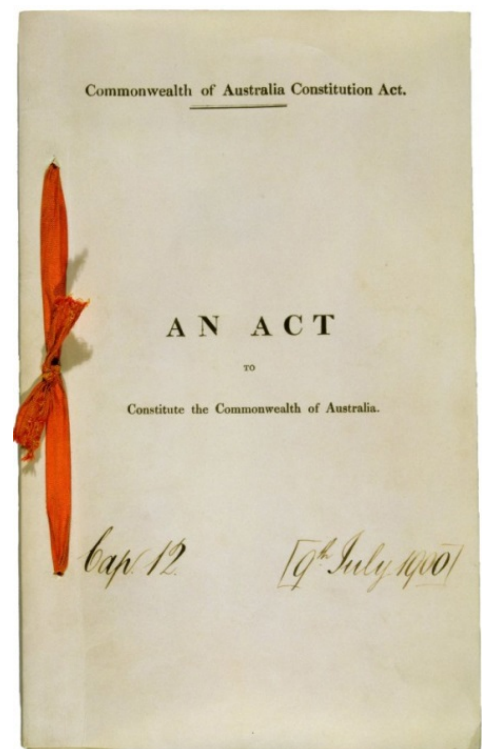 Commonwealth of Australia Constitution Act.
AN ACT
TO
Constitute the Commonwealth of Australia.
Cap. 12. [9th July 1900]